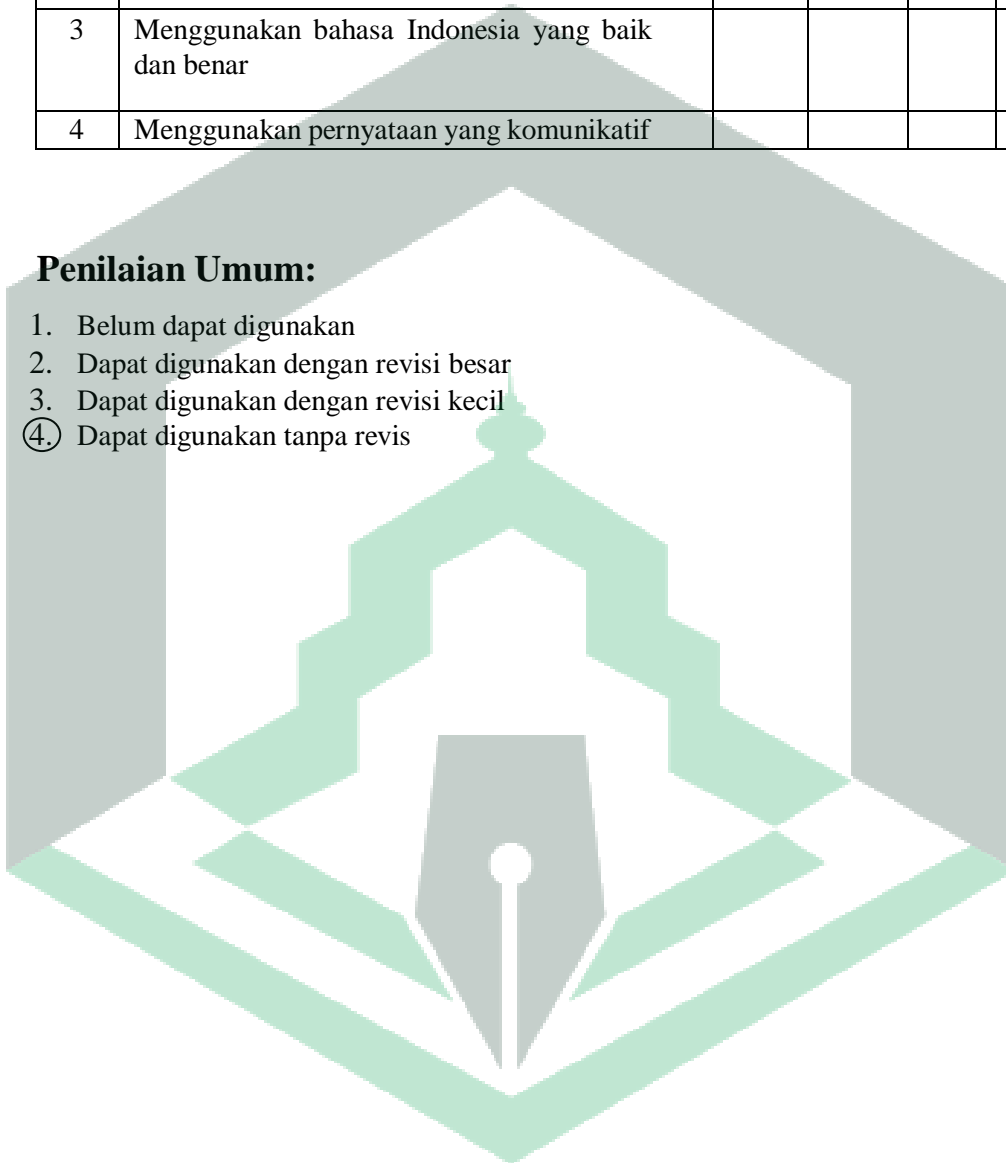 3 Menggunakan bahasa Indonesia yang baik
dan benar
4 Menggunakan pernyataan yang komunikatif
Penilaian Umum:
1. Belum dapat digunakan
2. Dapat digunakan dengan revisi besar
3. Dapat digunakan dengan revisi kecil
4. Dapat digunakan tanpa revis